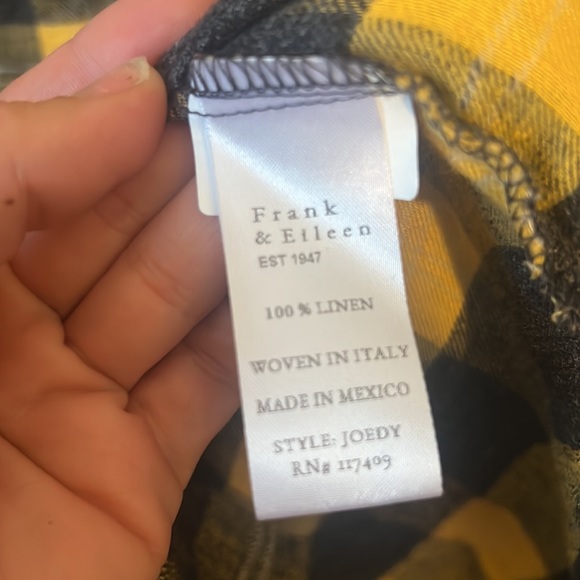 Frank
& Eileen
EST 1947
100 % LINEN
WOVEN IN ITALY
MADE IN MEXICO
STYLE: JOEDY
RN# 117409